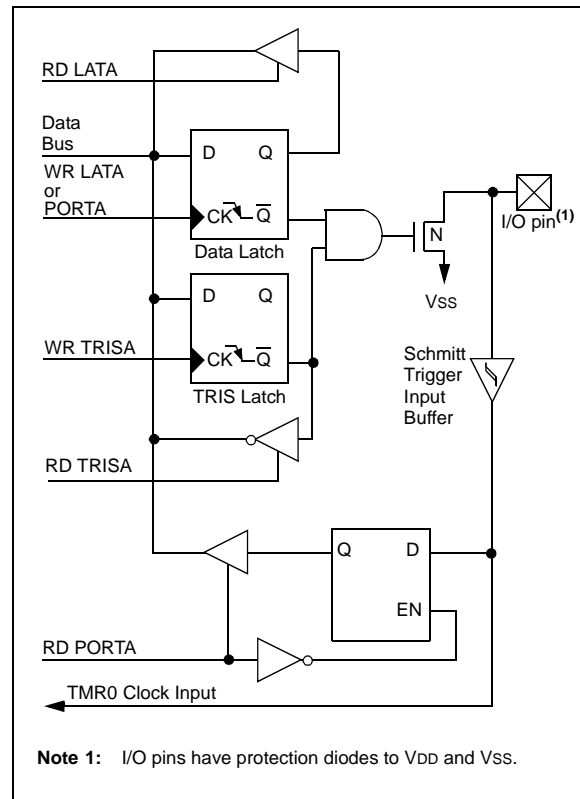 RD LATA
Data
Bus
WR LATA
or
PORTA
D Q
CK Q̅
Data Latch
N
I/O pin(1)
VSS
D Q
WR TRISA
CK Q̅
TRIS Latch
Schmitt
Trigger
Input
Buffer
RD TRISA
Q D
EN
RD PORTA
TMR0 Clock Input
Note 1: I/O pins have protection diodes to VDD and VSS.